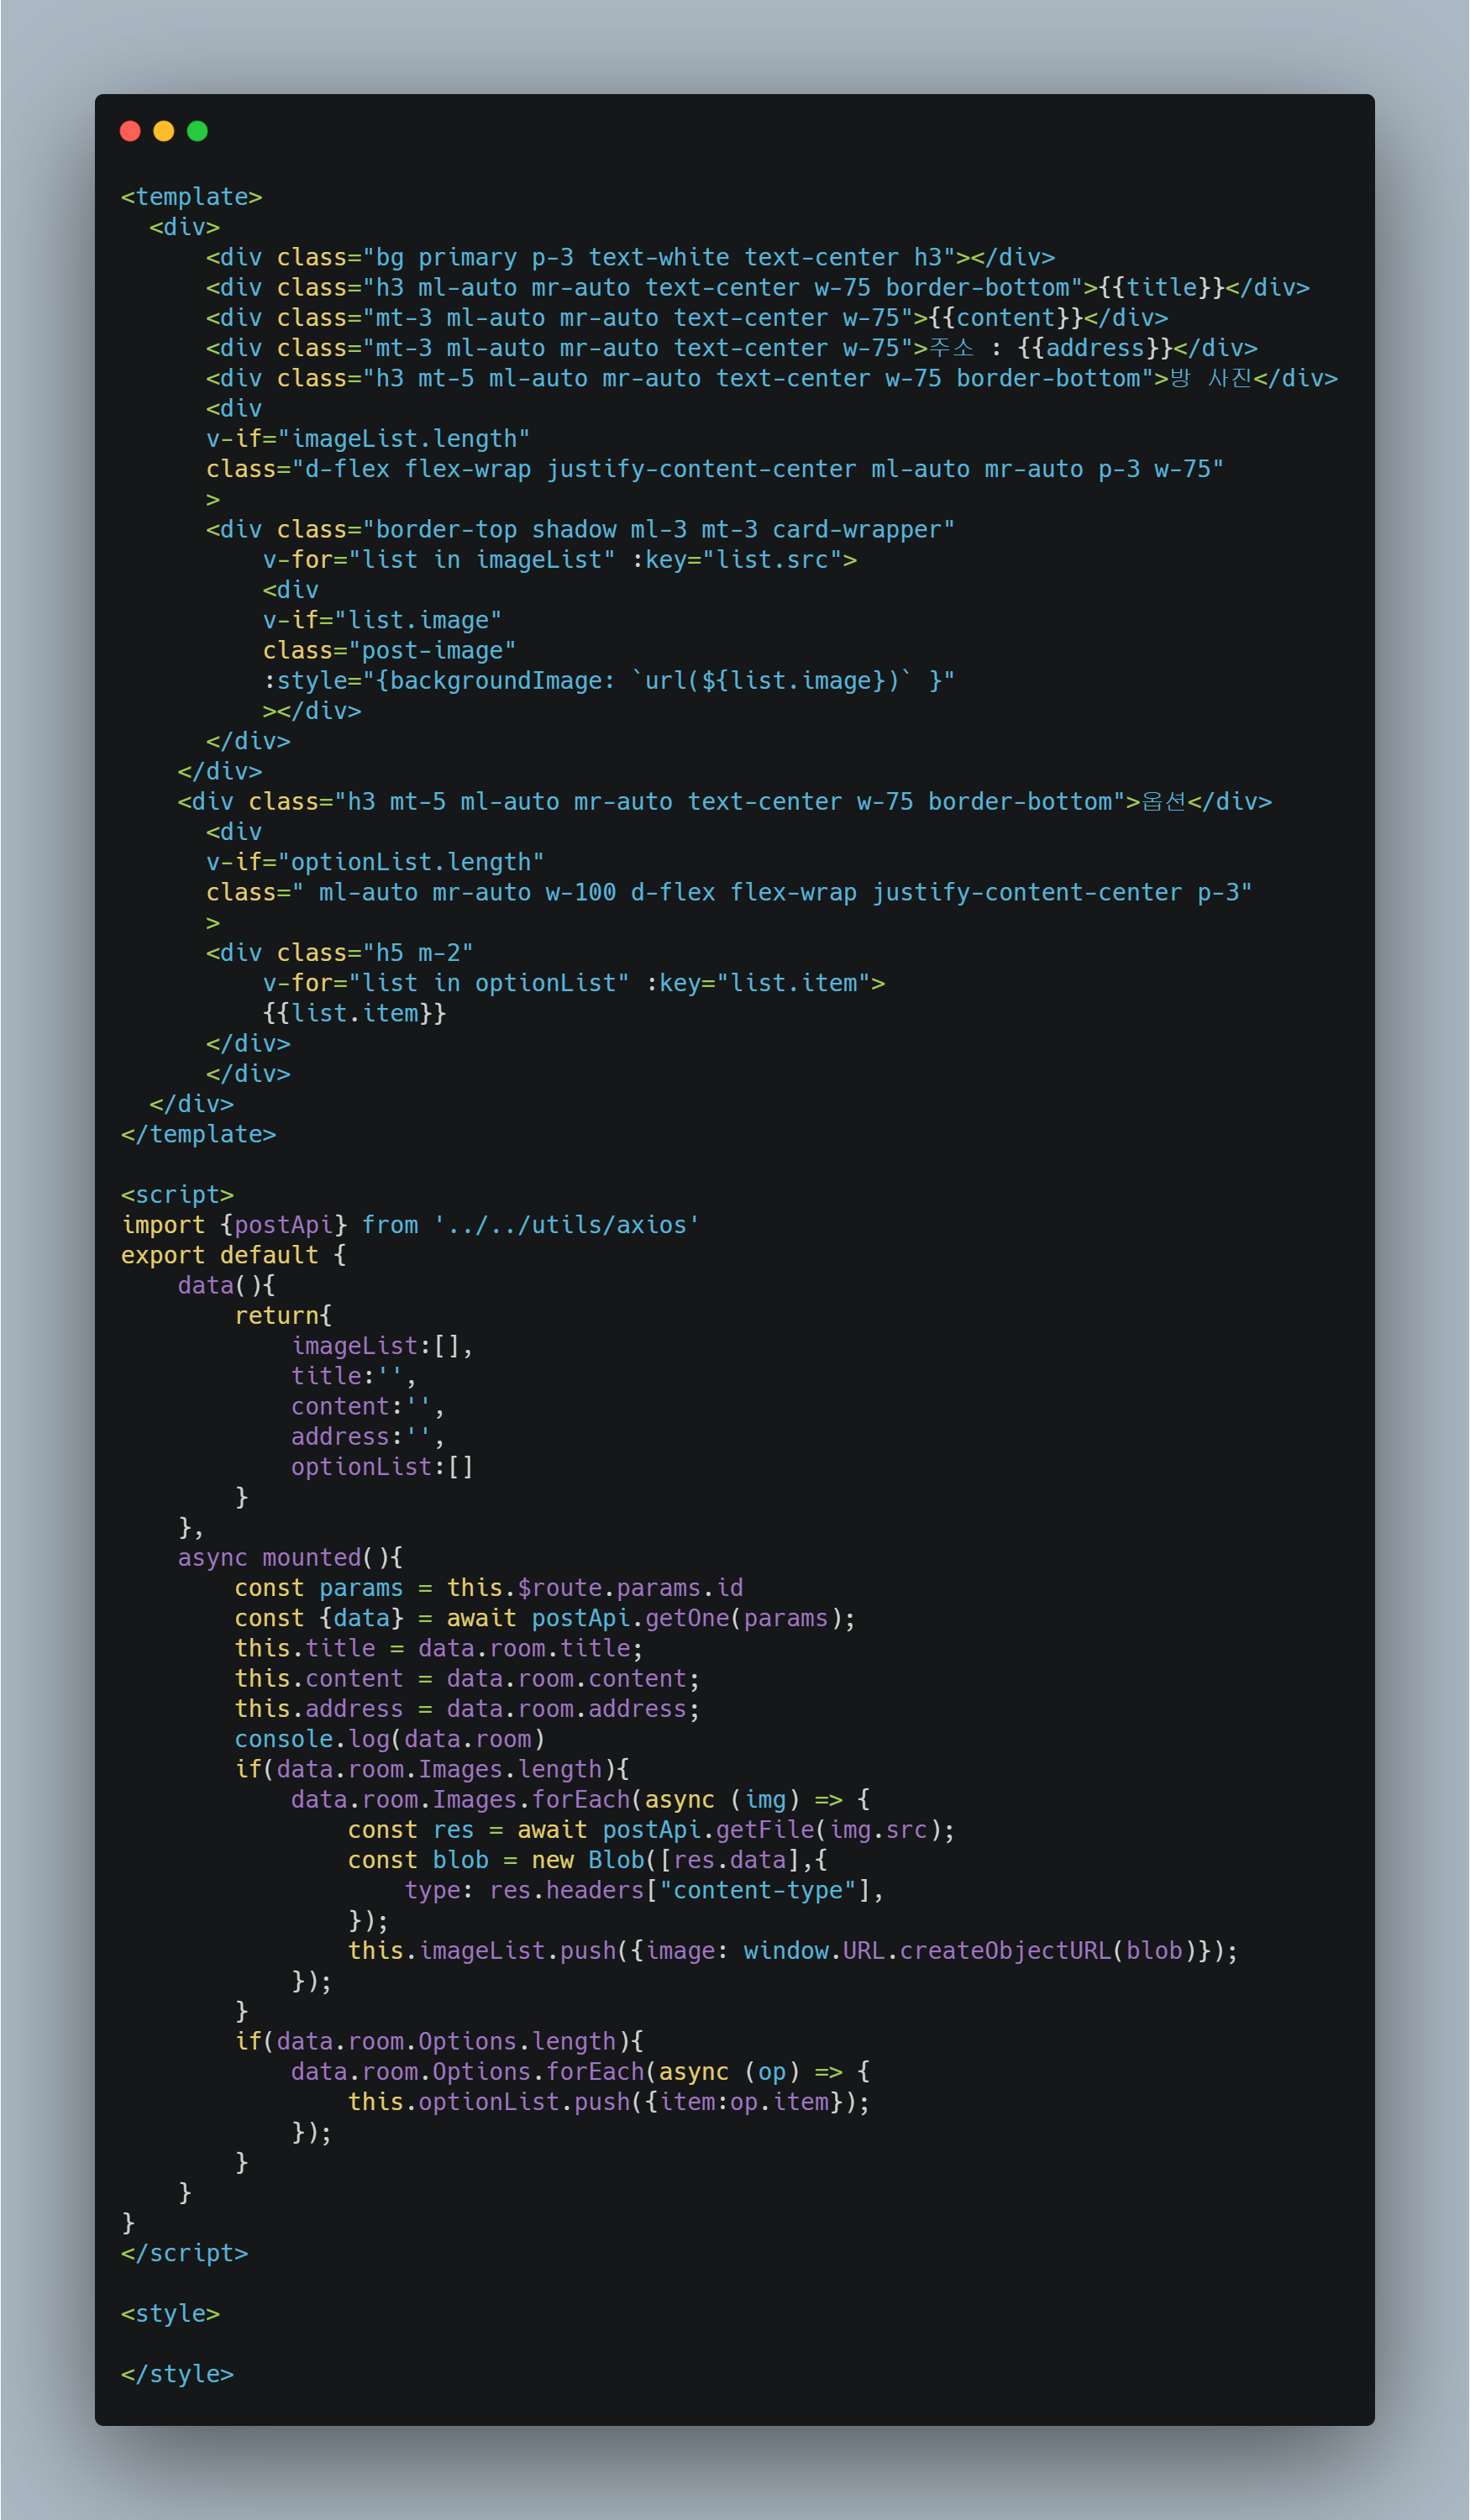 <template>
  <div>
      <div class="bg primary p-3 text-white text-center h3"></div>
      <div class="h3 ml-auto mr-auto text-center w-75 border-bottom">{{title}}</div>
      <div class="mt-3 ml-auto mr-auto text-center w-75">{{content}}</div>
      <div class="mt-3 ml-auto mr-auto text-center w-75">주소 : {{address}}</div>
      <div class="h3 mt-5 ml-auto mr-auto text-center w-75 border-bottom">방 사진</div>
      <div
      v-if="imageList.length"
      class="d-flex flex-wrap justify-content-center ml-auto mr-auto p-3 w-75"
      >
      <div class="border-top shadow ml-3 mt-3 card-wrapper"
          v-for="list in imageList" :key="list.src">
          <div
          v-if="list.image"
          class="post-image"
          :style="{backgroundImage: `url(${list.image})` }"
          ></div>
      </div>
    </div>
    <div class="h3 mt-5 ml-auto mr-auto text-center w-75 border-bottom">옵션</div>
      <div
      v-if="optionList.length"
      class=" ml-auto mr-auto w-100 d-flex flex-wrap justify-content-center p-3"
      >
      <div class="h5 m-2"
          v-for="list in optionList" :key="list.item">
          {{list.item}}
      </div>
      </div>
  </div>
</template>

<script>
import {postApi} from '../../utils/axios'
export default {
    data(){
        return{
            imageList:[],
            title:'',
            content:'',
            address:'',
            optionList:[]
        }
    },
    async mounted(){
        const params = this.$route.params.id
        const {data} = await postApi.getOne(params);
        this.title = data.room.title;
        this.content = data.room.content;
        this.address = data.room.address;
        console.log(data.room)
        if(data.room.Images.length){
            data.room.Images.forEach(async (img) => {
                const res = await postApi.getFile(img.src);
                const blob = new Blob([res.data],{
                    type: res.headers["content-type"],
                });
                this.imageList.push({image: window.URL.createObjectURL(blob)});
            });
        }
        if(data.room.Options.length){
            data.room.Options.forEach(async (op) => {
                this.optionList.push({item:op.item});
            });
        }
    }
}
</script>

<style>

</style>